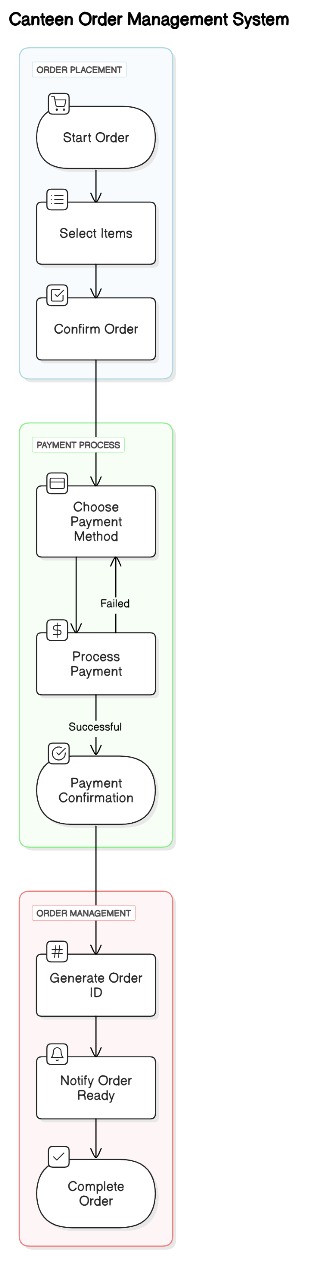 Canteen Order Management System
ORDER PLACEMENT
Start Order
Select Items
Confirm Order
PAYMENT PROCESS
Choose
Payment
Method
Failed
$
Process
Payment
Successful
Payment
Confirmation
ORDER MANAGEMENT
#
Generate Order
ID
Notify Order
Ready
Complete
Order